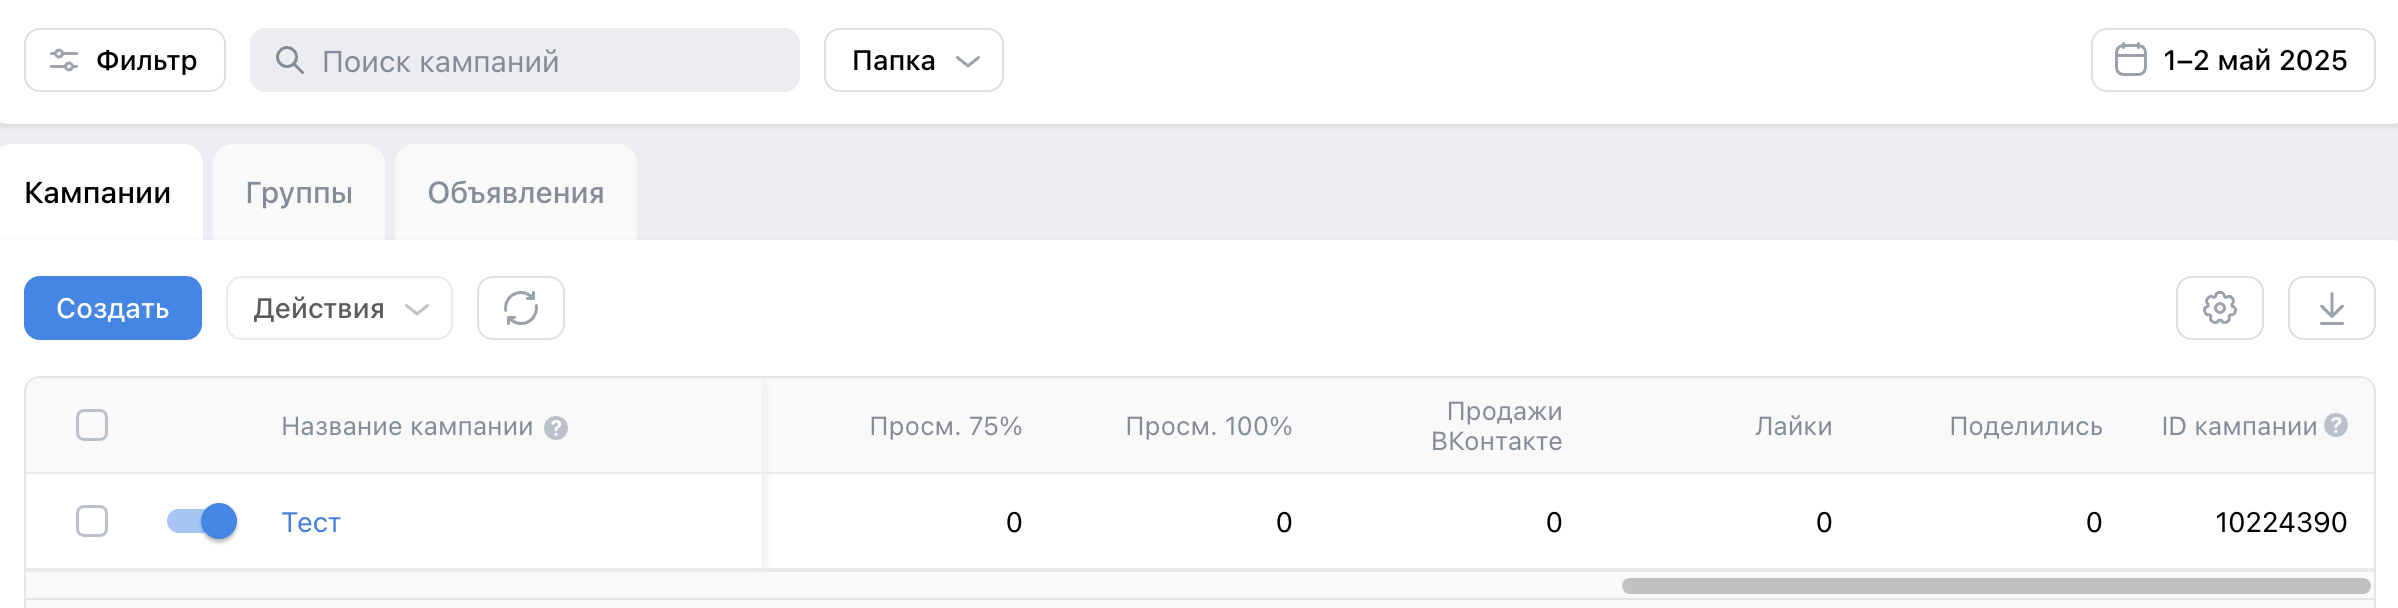 Фильтр
Поиск кампаний
Папка
1–2 май 2025
Кампании
Группы
Объявления
Создать
Действия
Название кампании ?
Просм. 75%
Просм. 100%
Продажи
ВКонтакте
Лайки
Поделились
ID кампании ?
Тест
0
0
0
0
0
10224390